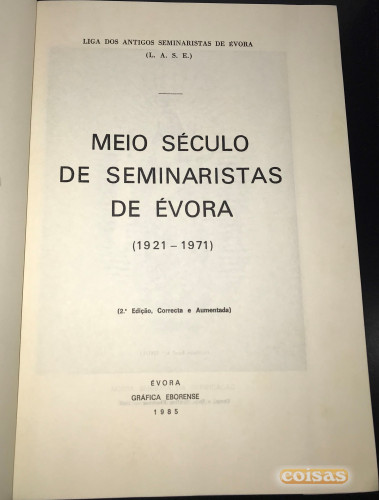 LIGA DOS ANTIGOS SEMINARISTAS DE ÉVORA
(L. A. S. E.)
MEIO SÉCULO
DE SEMINARISTAS
DE ÉVORA
(1921 – 1971)
(2.ª Edição, Correcta e Aumentada)
ÉVORA
GRÁFICA EBORENSE
1985
coisas